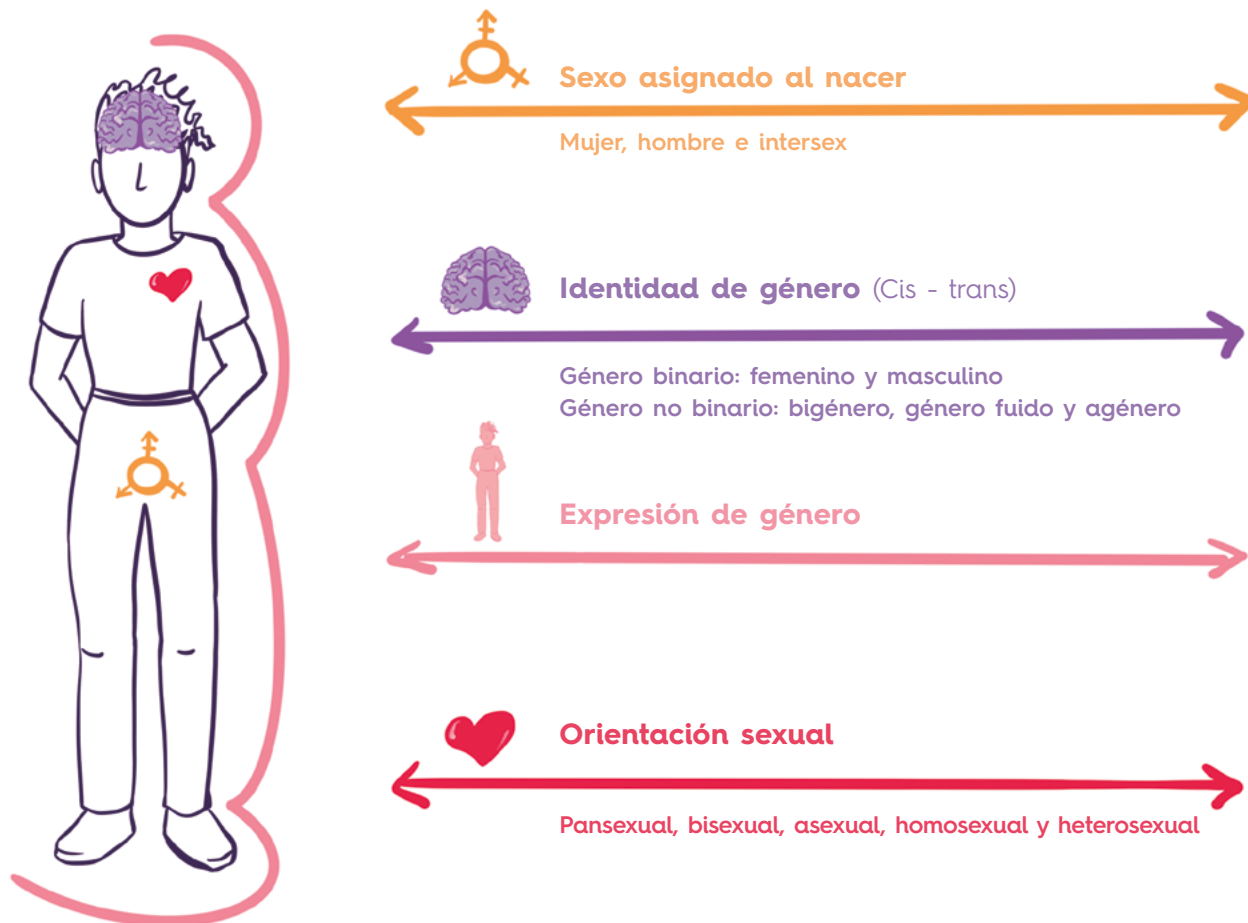 Sexo asignado al nacer
Mujer, hombre e intersex
Identidad de género (Cis - trans)
Género binario: femenino y masculino
Género no binario: bigénero, género fuido y agénero
Expresión de género
Orientación sexual
Pansexual, bisexual, asexual, homosexual y heterosexual